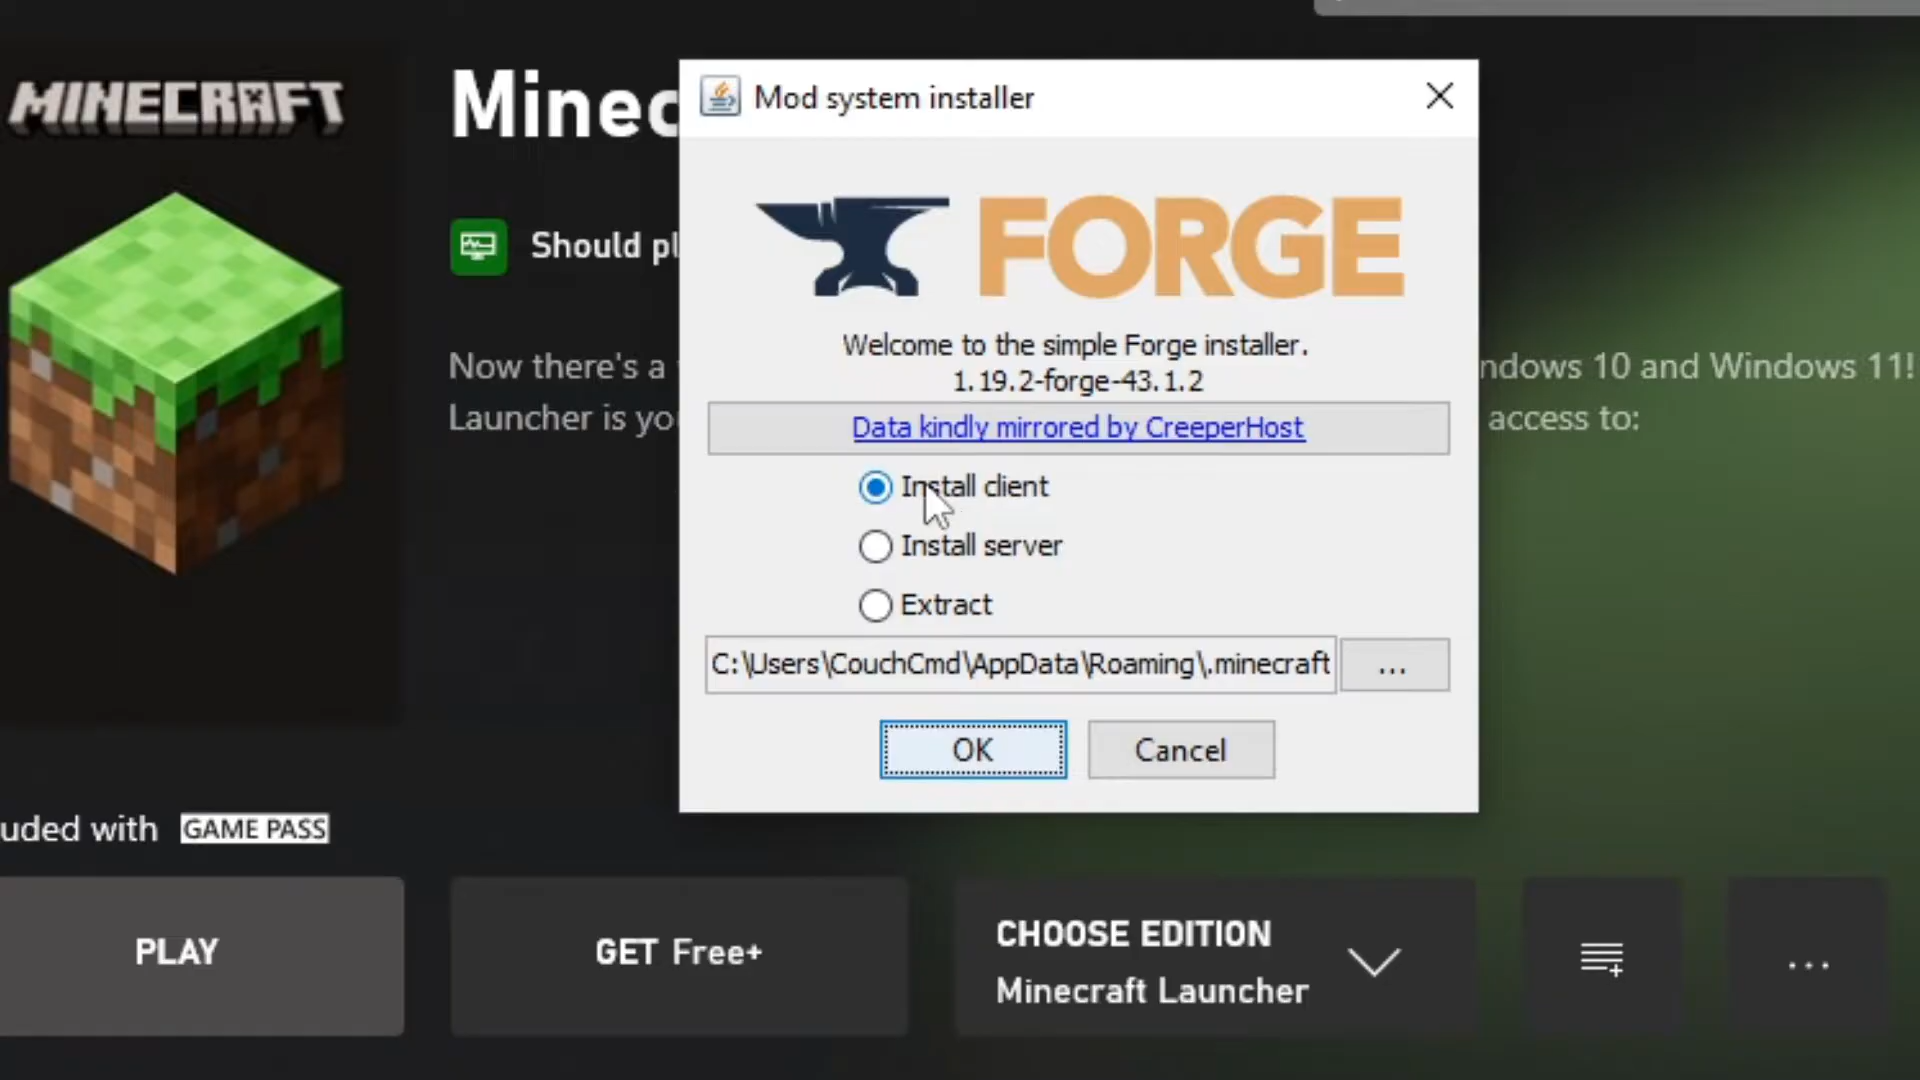 MINECRAFT
Minec
Should pl
Now there's a
ndows 10 and Windows 11!
Launcher is you
access to:
Mod system installer
FORGE
Welcome to the simple Forge installer.
1.19.2-forge-43.1.2
Data kindly mirrored by CreeperHost
Install client
Install server
Extract
C:\Users\CouchCmd\AppData\Roaming\.minecraft
...
OK
Cancel
uded with GAME PASS
PLAY
GET Free+
CHOOSE EDITION
Minecraft Launcher
...